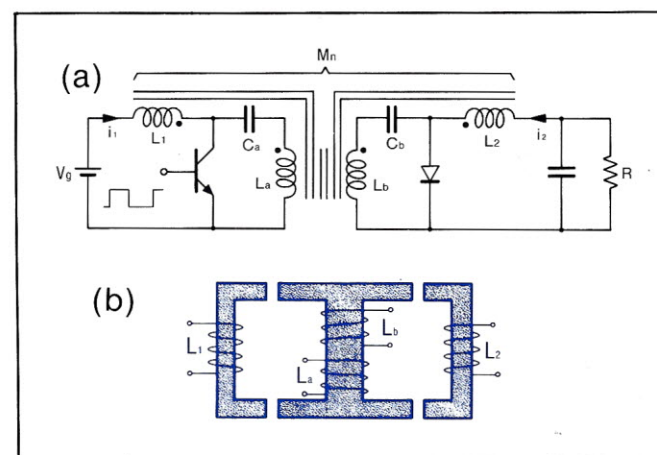 Mn
(a)
i1 L1 Ca Cb L2 i2
Vg La Lb R
(b)
L1 Lb L2
La